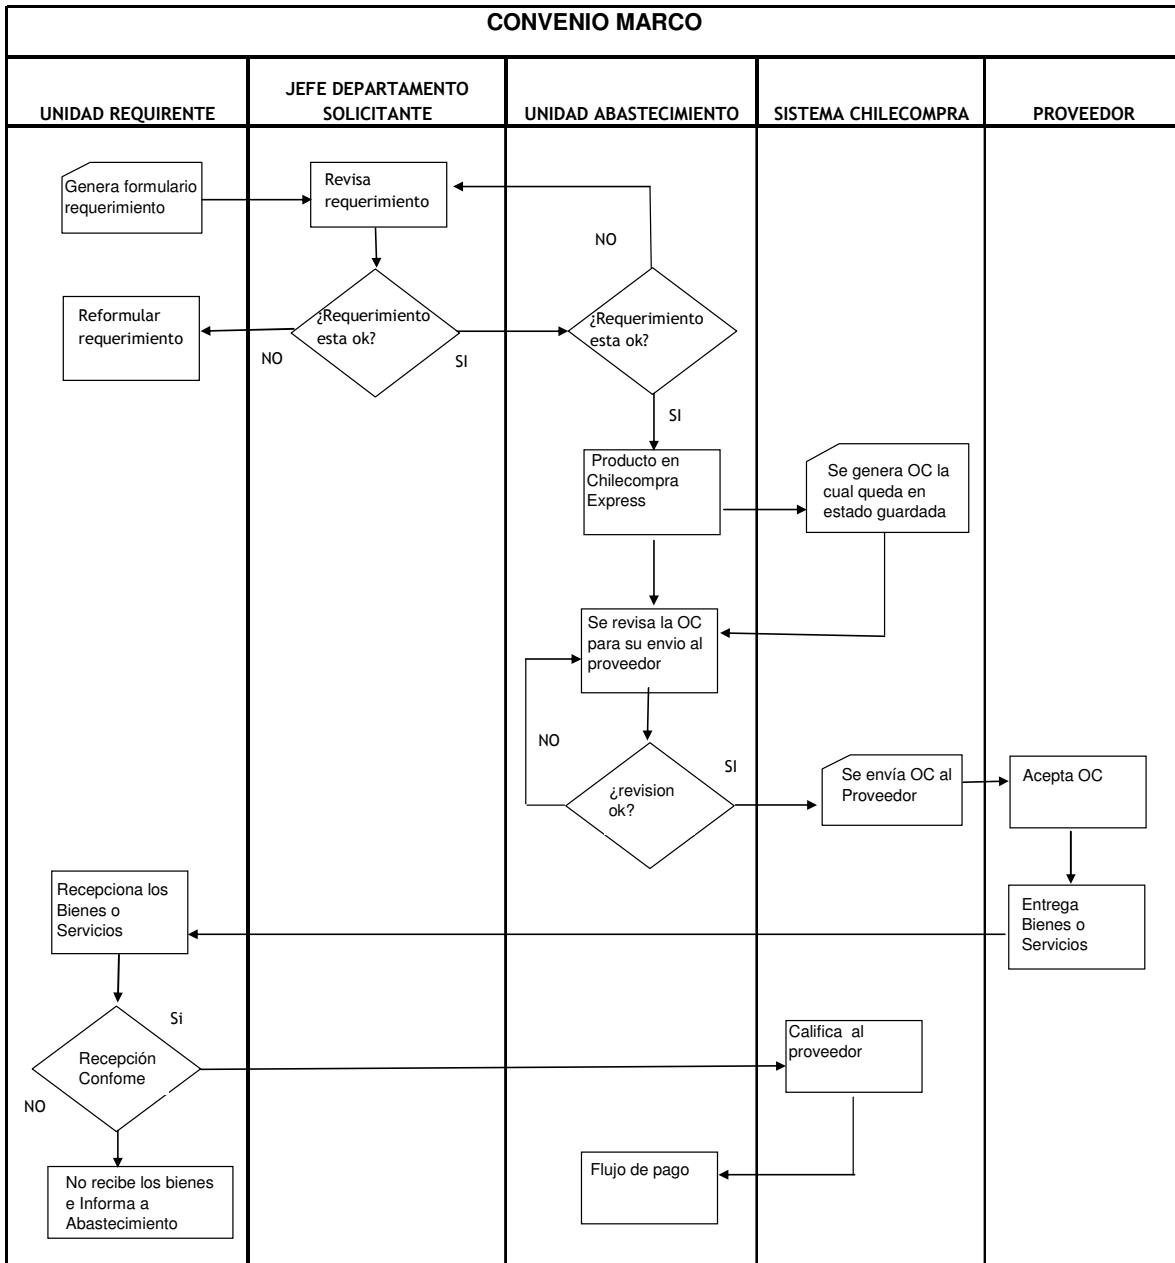 CONVENIO MARCO
UNIDAD REQUIRENTE
JEFE DEPARTAMENTO
SOLICITANTE
UNIDAD ABASTECIMIENTO
SISTEMA CHILECOMPRA
PROVEEDOR
Genera formulario
requerimiento
Revisa
requerimiento
NO
Reformular
requerimiento
¿Requerimiento
esta ok?
NO
SI
¿Requerimiento
esta ok?
SI
Producto en
Chilecompra
Express
Se genera OC la
cual queda en
estado guardada
Se revisa la OC
para su envio al
proveedor
NO
SI
¿revision
ok?
Se envía OC al
Proveedor
Acepta OC
Recepciona los
Bienes o
Servicios
Entrega
Bienes o
Servicios
Si
Recepción
Confome
NO
Califica al
proveedor
No recibe los bienes
e Informa a
Abastecimiento
Flujo de pago